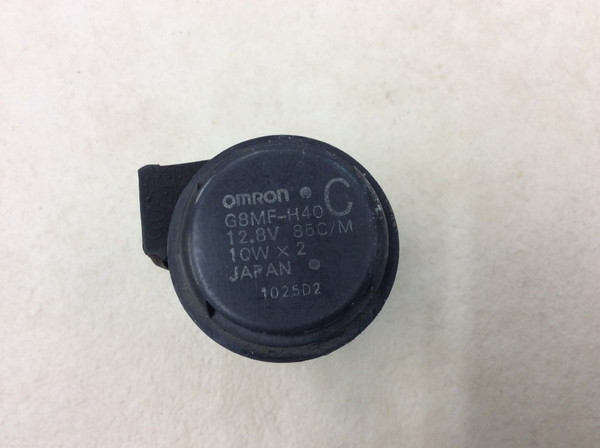 OMRON C
G8MF-H40
12.8V 85C/M
10W × 2
JAPAN
1025D2